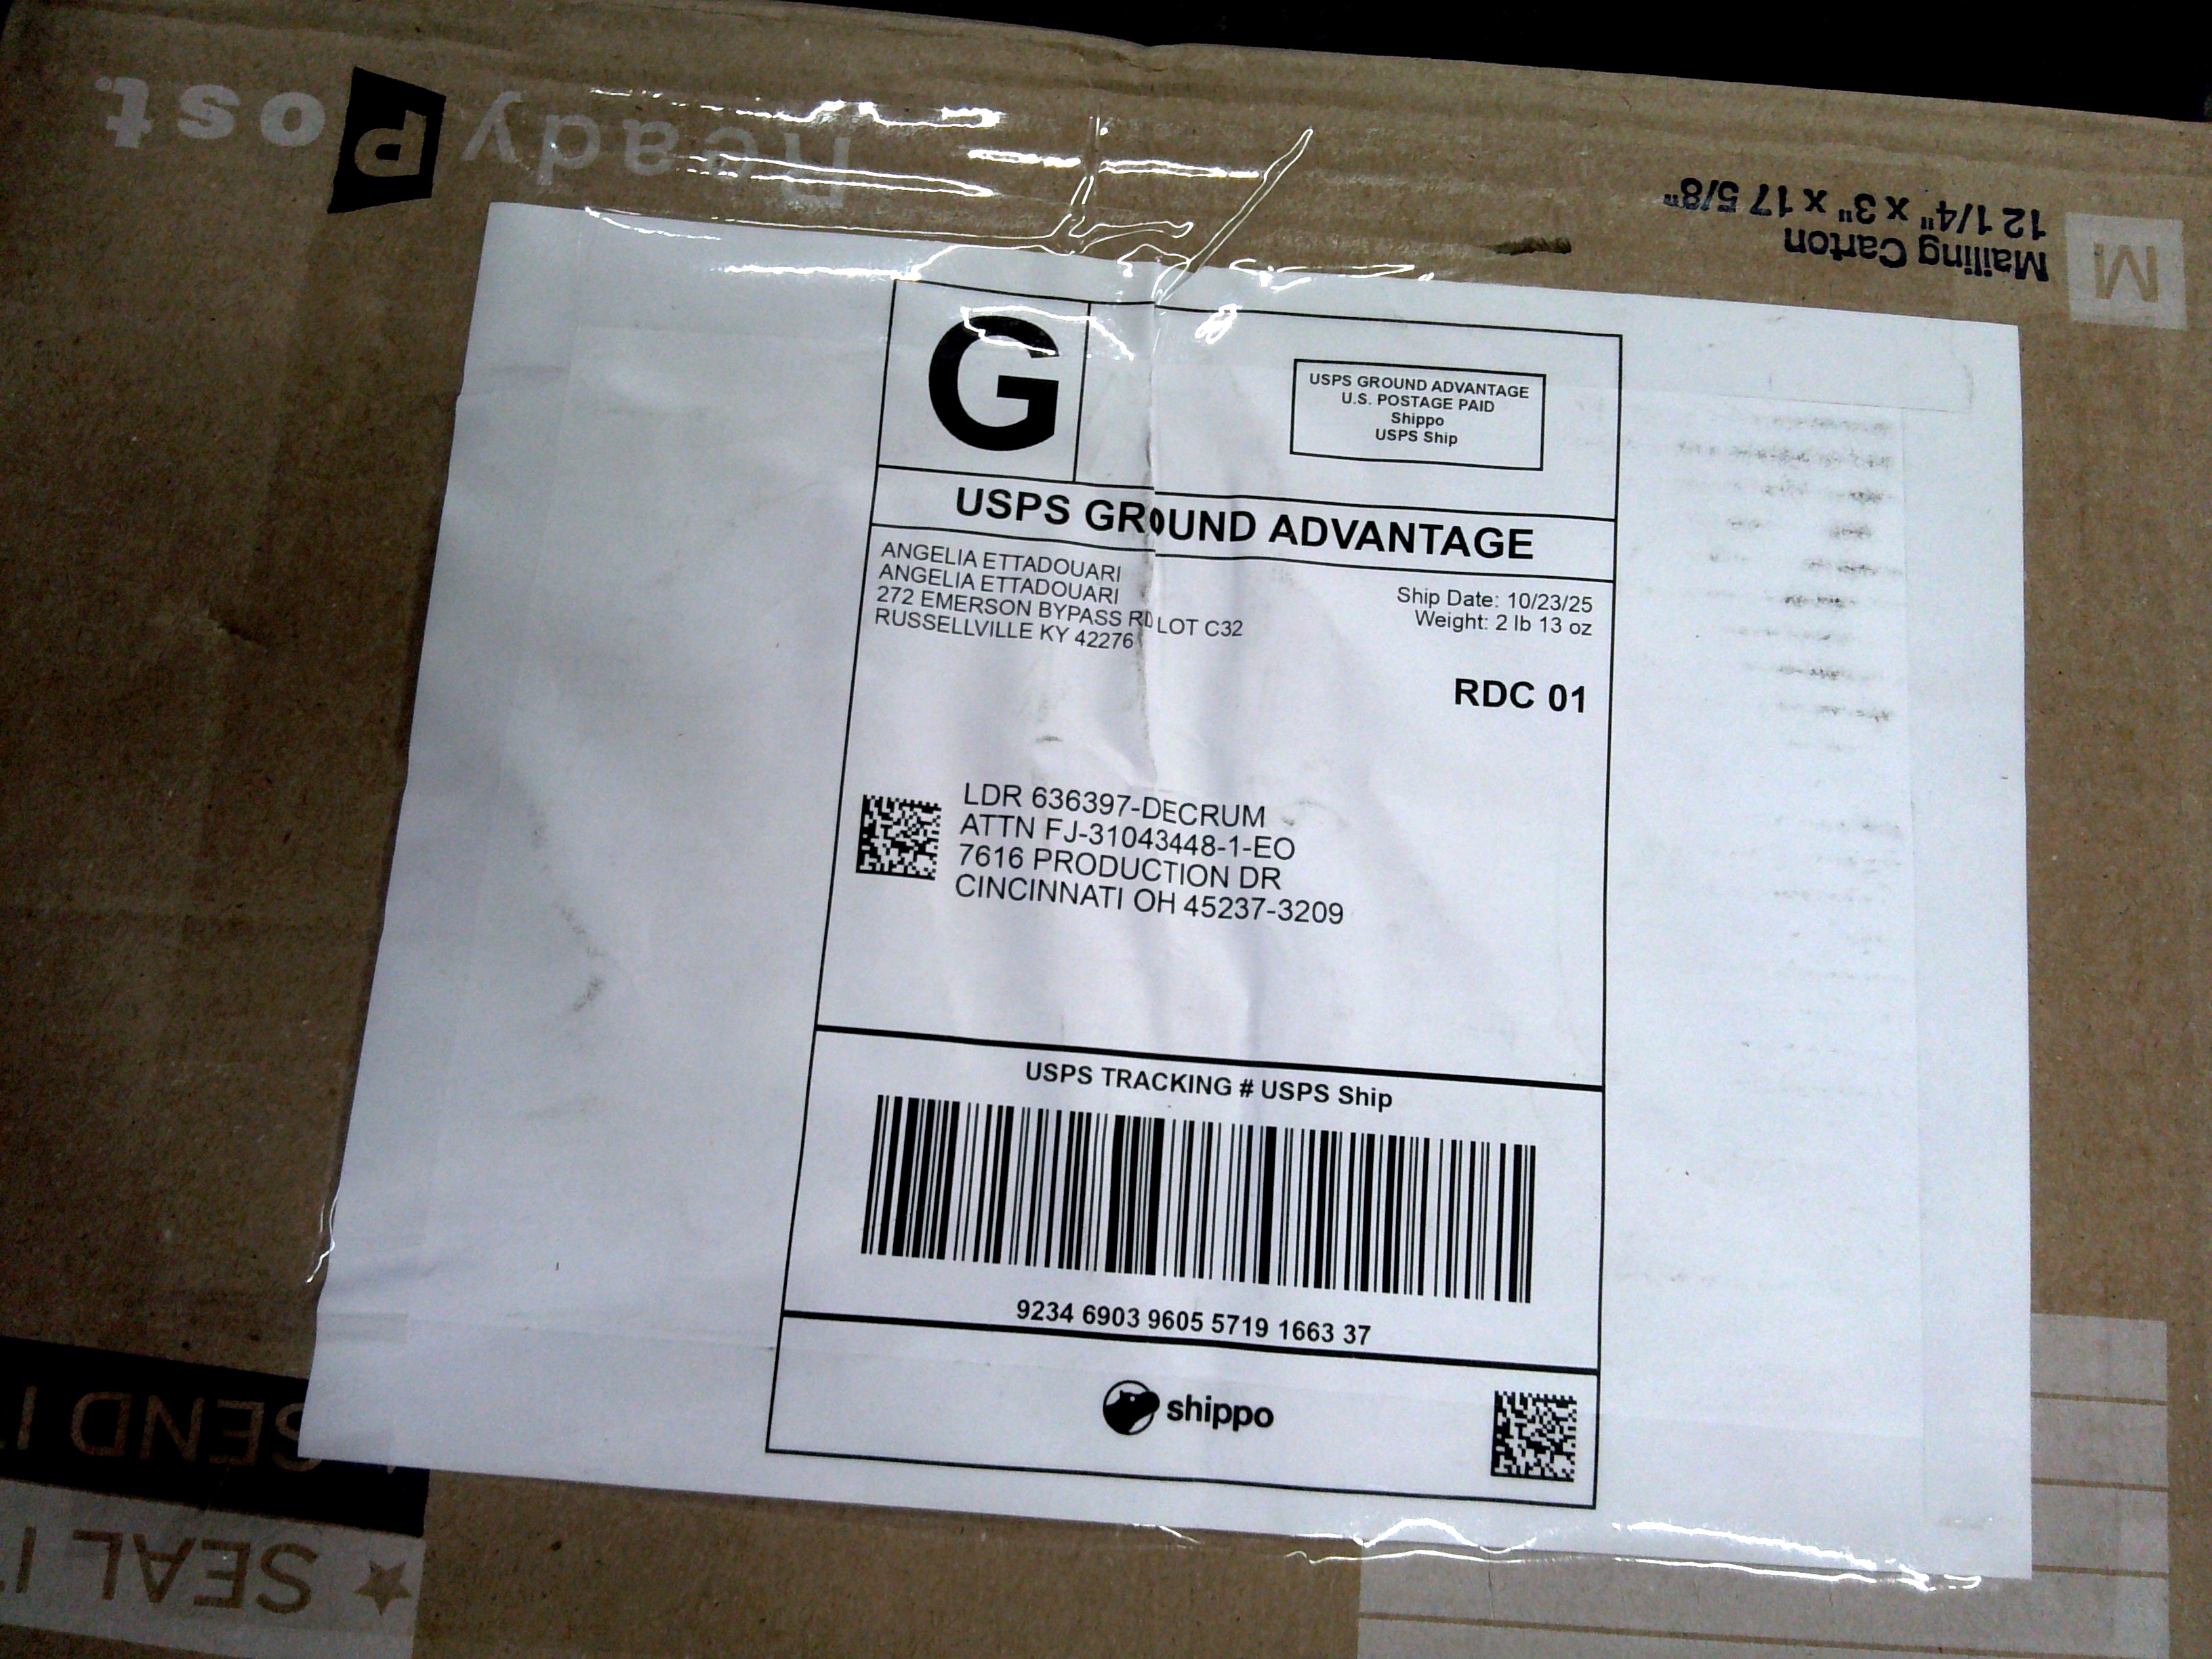 ReadyPost
Mailing Carton
12 1/4" x 3" x 17 5/8"
M
G
USPS GROUND ADVANTAGE
U.S. POSTAGE PAID
Shippo
USPS Ship
USPS GROUND ADVANTAGE
ANGELIA ETTADOUARI
ANGELIA ETTADOUARI
272 EMERSON BYPASS RD LOT C32
RUSSELLVILLE KY 42276
Ship Date: 10/23/25
Weight: 2 lb 13 oz
RDC 01
LDR 636397-DECRUM
ATTN FJ-31043448-1-EO
7616 PRODUCTION DR
CINCINNATI OH 45237-3209
USPS TRACKING # USPS Ship
9234 6903 9605 5719 1663 37
shippo
SEND I
SEAL I